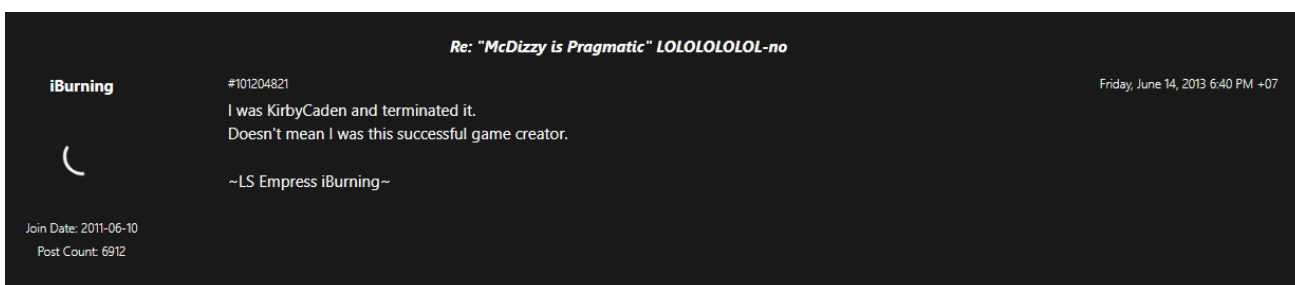 Re: "McDizzy is Pragmatic" LOLOLOLOLOL-no
iBurning
#101204821
Friday, June 14, 2013 6:40 PM +07
I was KirbyCaden and terminated it.
Doesn't mean I was this successful game creator.
~LS Empress iBurning~
Join Date: 2011-06-10
Post Count: 6912